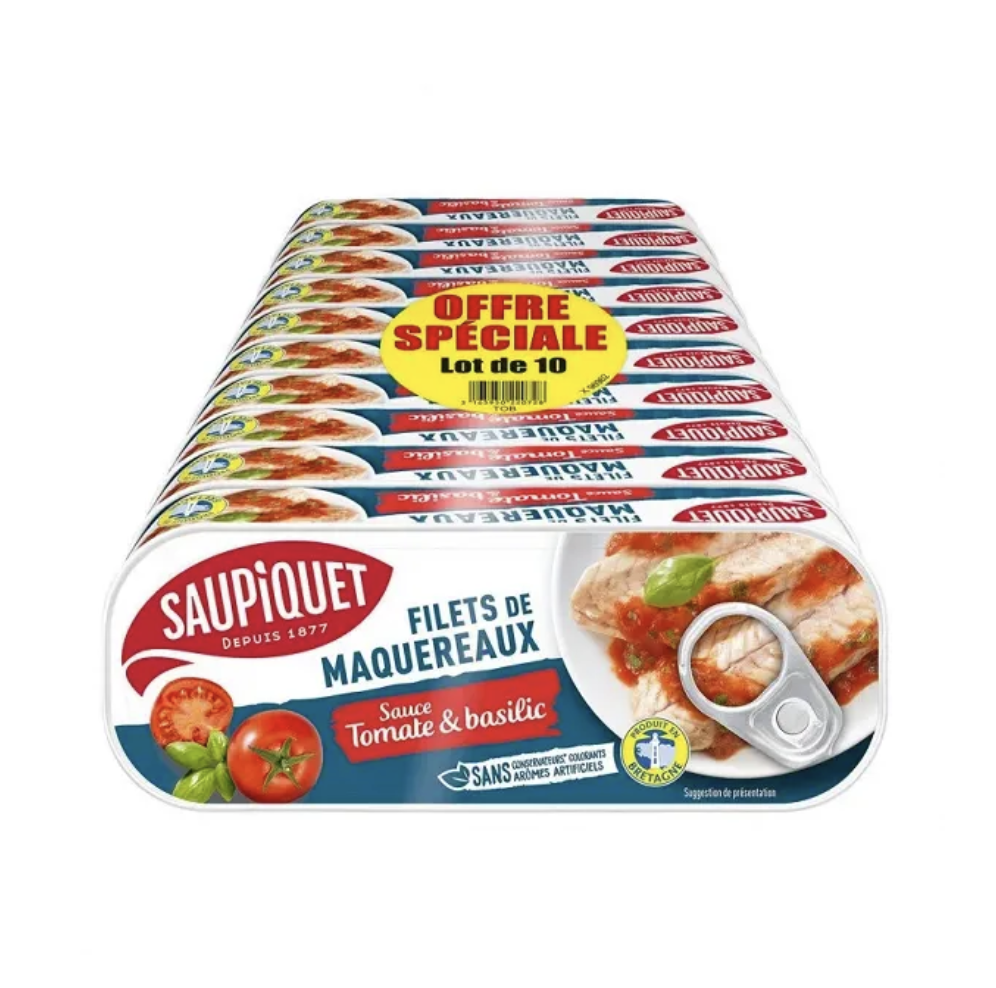 OFFRE
SPÉCIALE
Lot de 10
TOB
SAUPiQUET
DEPUIS 1877
FILETS DE
MAQUEREAUX
Sauce
Tomate & basilic
SANS CONSERVATEURS* COLORANTS
ARÔMES ARTIFICIELS
PRODUIT EN
BRETAGNE
Suggestion de présentation